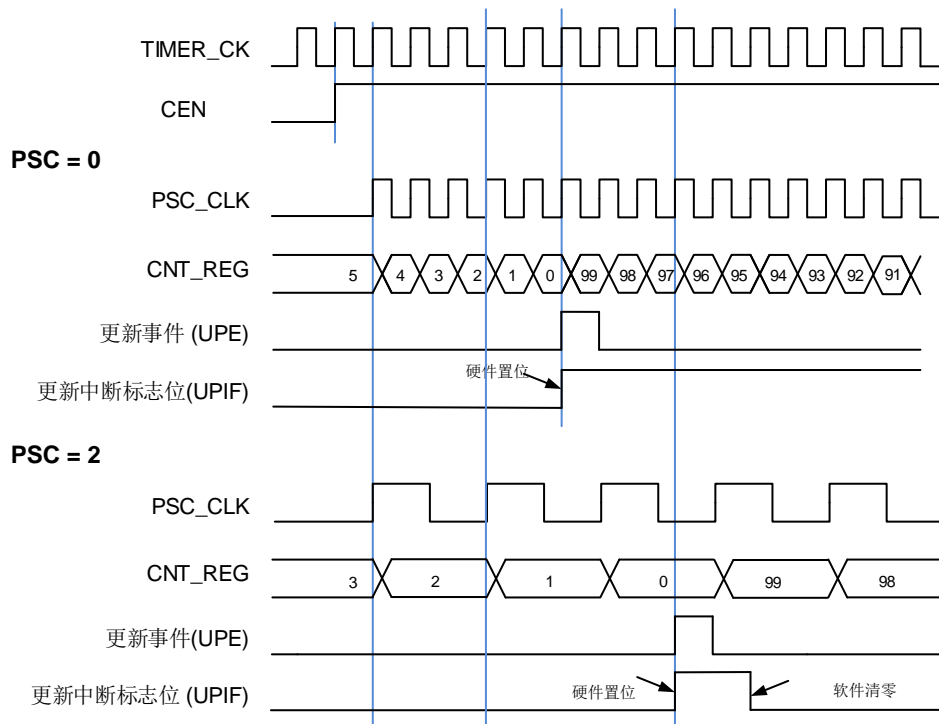 TIMER_CK
CEN
PSC = 0
PSC_CLK
CNT_REG 5 4 3 2 1 0 99 98 97 96 95 94 93 92 91
更新事件 (UPE)
硬件置位
更新中断标志位(UPIF)
PSC = 2
PSC_CLK
CNT_REG 3 2 1 0 99 98
更新事件(UPE)
更新中断标志位 (UPIF) 硬件置位 软件清零